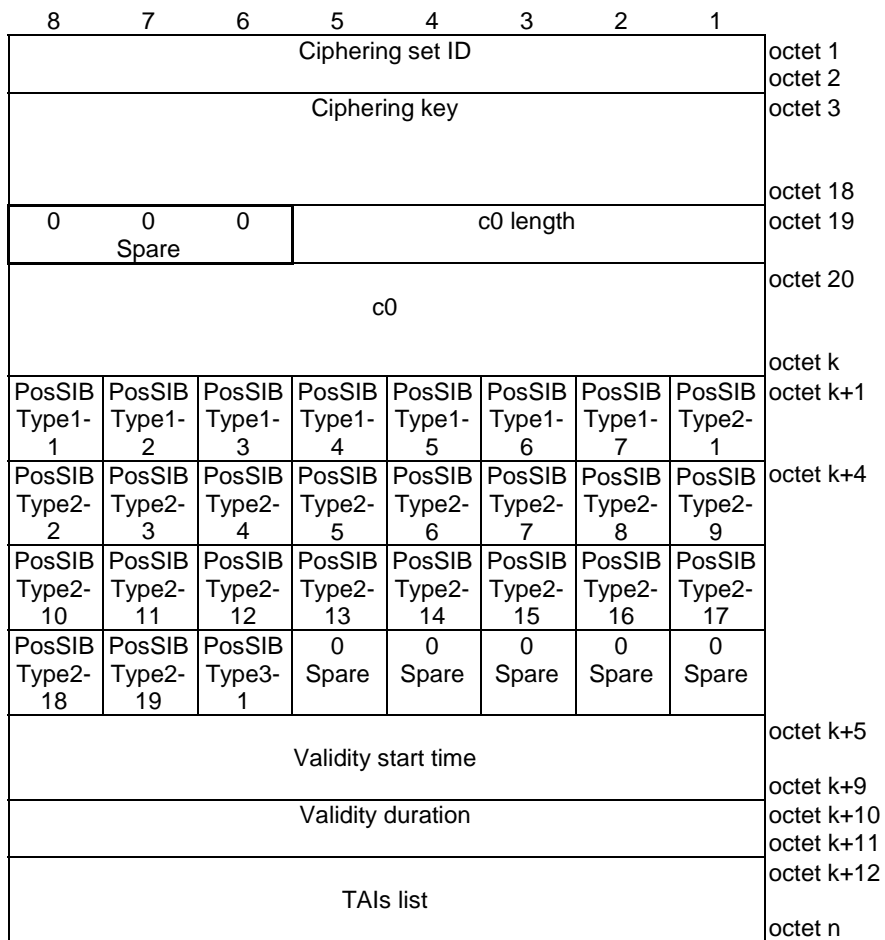 8 7 6 5 4 3 2 1
Ciphering set ID octet 1
octet 2
Ciphering key octet 3
octet 18
0 0 0 c0 length octet 19
Spare
octet 20
c0
octet k
PosSIB PosSIB PosSIB PosSIB PosSIB PosSIB PosSIB PosSIB octet k+1
Type1- Type1- Type1- Type1- Type1- Type1- Type1- Type2-
1 2 3 4 5 6 7 1
PosSIB PosSIB PosSIB PosSIB PosSIB PosSIB PosSIB PosSIB octet k+4
Type2- Type2- Type2- Type2- Type2- Type2- Type2- Type2-
2 3 4 5 6 7 8 9
PosSIB PosSIB PosSIB PosSIB PosSIB PosSIB PosSIB PosSIB
Type2- Type2- Type2- Type2- Type2- Type2- Type2- Type2-
10 11 12 13 14 15 16 17
PosSIB PosSIB PosSIB 0 0 0 0 0
Type2- Type2- Type3- Spare Spare Spare Spare Spare
18 19 1
octet k+5
Validity start time
octet k+9
Validity duration octet k+10
octet k+11
octet k+12
TAIs list
octet n